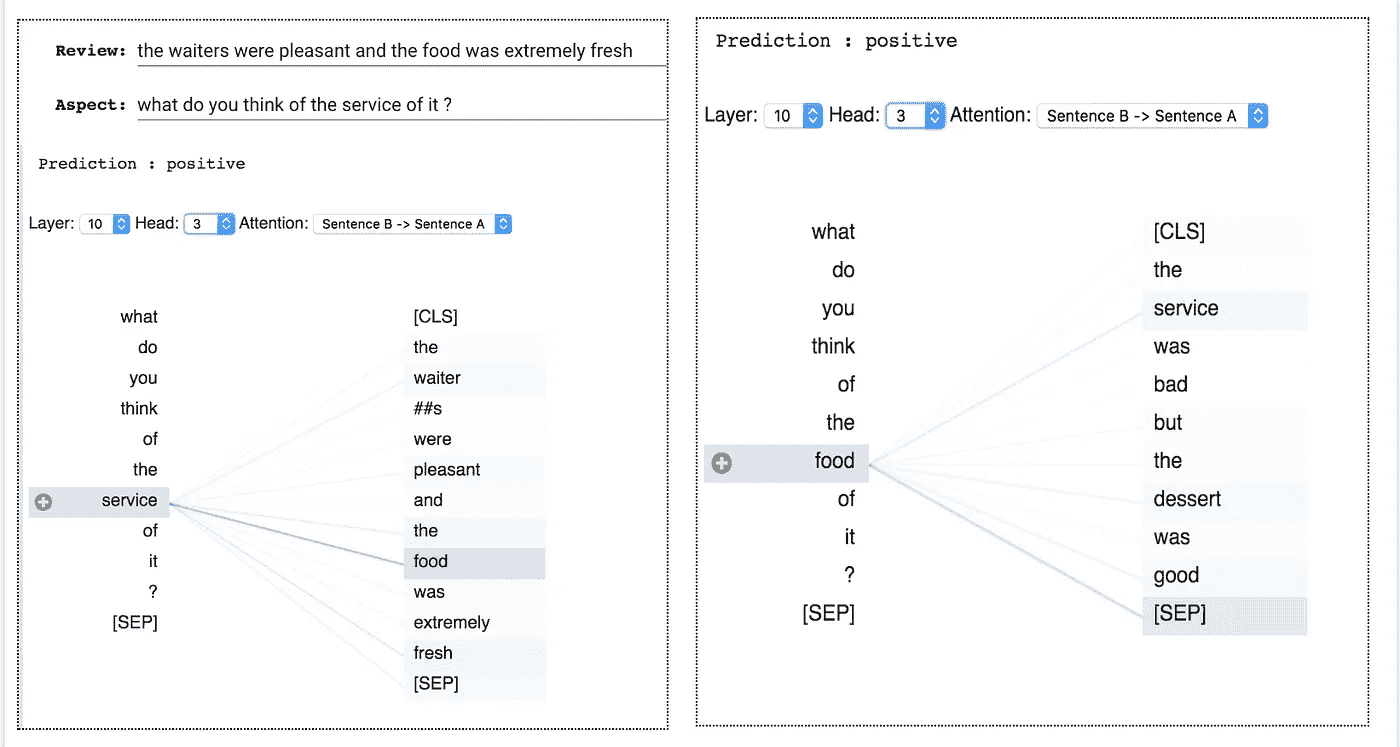 Review: the waiters were pleasant and the food was extremely fresh
Aspect: what do you think of the service of it ?
Prediction : positive
Layer: 10 Head: 3 Attention: Sentence B -> Sentence A
what [CLS]
do the
you waiter
think ##s
of were
the pleasant
service and
of the
it food
? was
[SEP] extremely
fresh
[SEP]
Prediction : positive
Layer: 10 Head: 3 Attention: Sentence B -> Sentence A
what [CLS]
do the
you service
think was
of bad
the but
food the
of dessert
it was
? good
[SEP] [SEP]